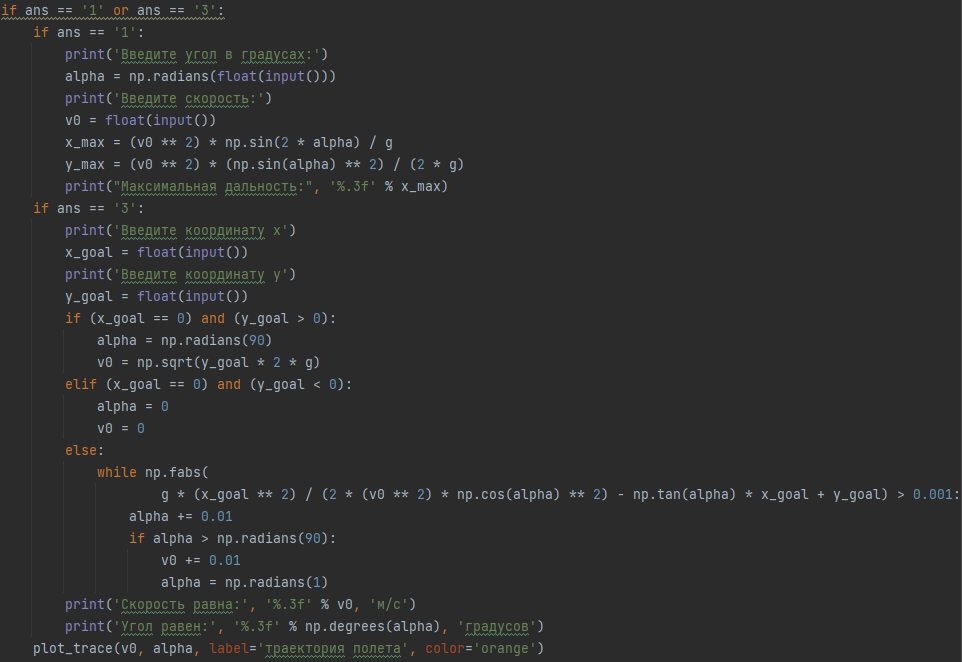 if ans == '1' or ans == '3':
    if ans == '1':
        print('Введите угол в градусах:')
        alpha = np.radians(float(input()))
        print('Введите скорость:')
        v0 = float(input())
        x_max = (v0 ** 2) * np.sin(2 * alpha) / g
        y_max = (v0 ** 2) * (np.sin(alpha) ** 2) / (2 * g)
        print("Максимальная дальность:", '%.3f' % x_max)
    if ans == '3':
        print('Введите координату x')
        x_goal = float(input())
        print('Введите координату y')
        y_goal = float(input())
        if (x_goal == 0) and (y_goal > 0):
            alpha = np.radians(90)
            v0 = np.sqrt(y_goal * 2 * g)
        elif (x_goal == 0) and (y_goal < 0):
            alpha = 0
            v0 = 0
        else:
            while np.fabs(
                    g * (x_goal ** 2) / (2 * (v0 ** 2) * np.cos(alpha) ** 2) - np.tan(alpha) * x_goal + y_goal) > 0.001:
                alpha += 0.01
                if alpha > np.radians(90):
                    v0 += 0.01
                    alpha = np.radians(1)
        print('Скорость равна:', '%.3f' % v0, 'м/с')
        print('Угол равен:', '%.3f' % np.degrees(alpha), 'градусов')
    plot_trace(v0, alpha, label='траектория полета', color='orange')